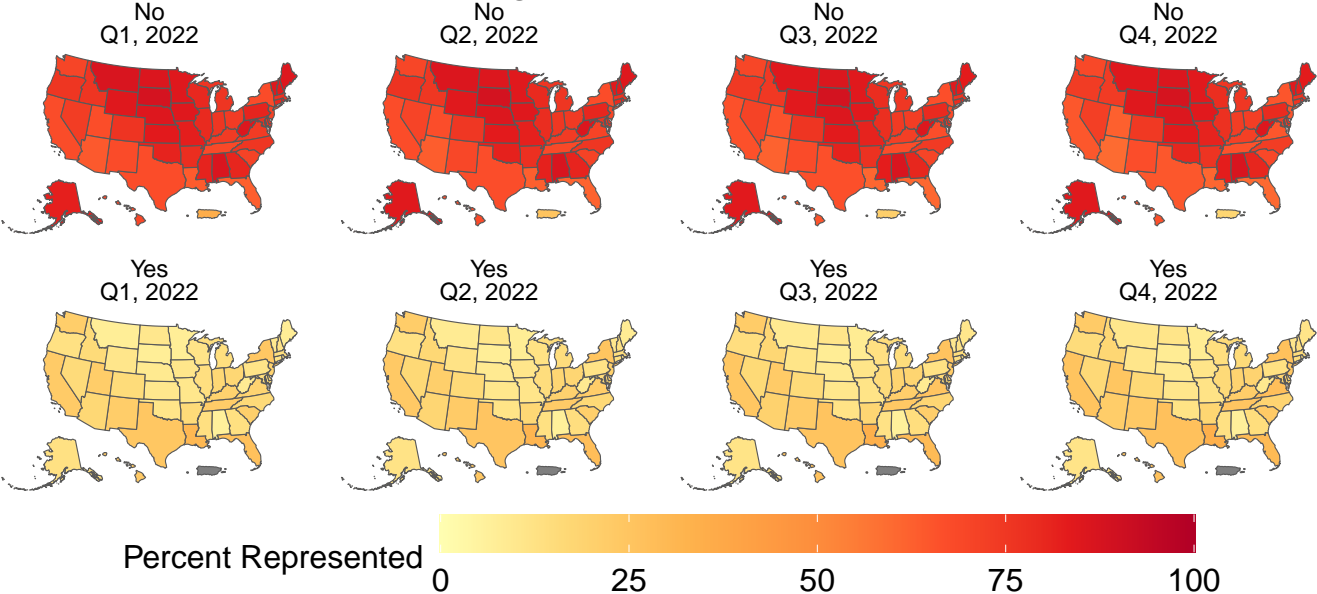 No
Q1, 2022
No
Q2, 2022
No
Q3, 2022
No
Q4, 2022
Yes
Q1, 2022
Yes
Q2, 2022
Yes
Q3, 2022
Yes
Q4, 2022
Percent Represented
0 25 50 75 100